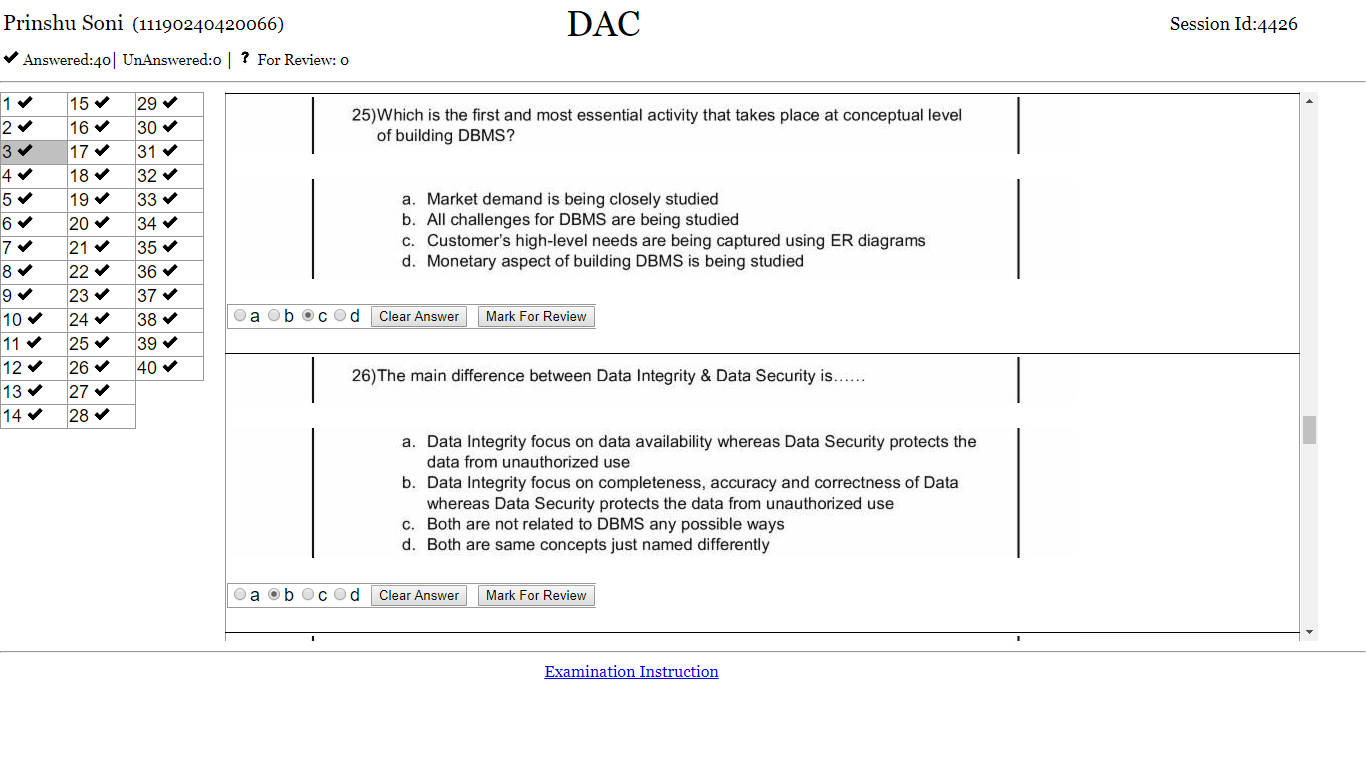 Prinshu Soni (11190240420066)
DAC
Session Id:4426
✔ Answered:40| UnAnswered:0 | ? For Review: 0
1 ✔ 15 ✔ 29 ✔
2 ✔ 16 ✔ 30 ✔
3 ✔ 17 ✔ 31 ✔
4 ✔ 18 ✔ 32 ✔
5 ✔ 19 ✔ 33 ✔
6 ✔ 20 ✔ 34 ✔
7 ✔ 21 ✔ 35 ✔
8 ✔ 22 ✔ 36 ✔
9 ✔ 23 ✔ 37 ✔
10 ✔ 24 ✔ 38 ✔
11 ✔ 25 ✔ 39 ✔
12 ✔ 26 ✔ 40 ✔
13 ✔ 27 ✔
14 ✔ 28 ✔
25)Which is the first and most essential activity that takes place at conceptual level
of building DBMS?
a. Market demand is being closely studied
b. All challenges for DBMS are being studied
c. Customer's high-level needs are being captured using ER diagrams
d. Monetary aspect of building DBMS is being studied
a b c d Clear Answer Mark For Review
26)The main difference between Data Integrity & Data Security is......
a. Data Integrity focus on data availability whereas Data Security protects the
data from unauthorized use
b. Data Integrity focus on completeness, accuracy and correctness of Data
whereas Data Security protects the data from unauthorized use
c. Both are not related to DBMS any possible ways
d. Both are same concepts just named differently
a b c d Clear Answer Mark For Review
Examination Instruction